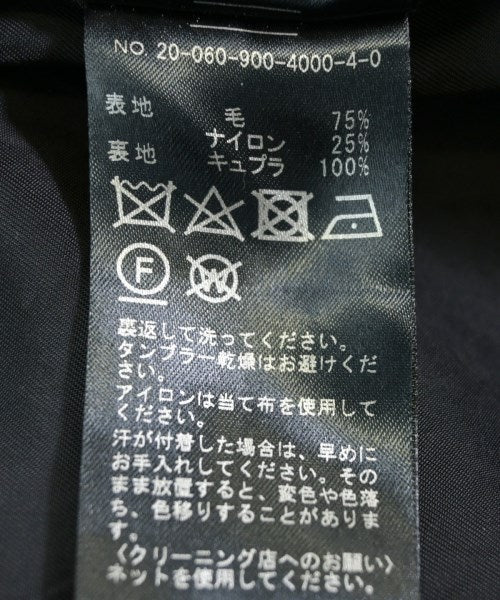 NO. 20-060-900-4000-4-0
表地 毛 75%
ナイロン 25%
裏地 キュプラ 100%
F W
裏返して洗ってください。
タンブラー乾燥はお避けくだ
さい。
アイロンは当て布を使用して
ください。
汗が付着した場合は、早めに
お手入れしてください。その
まま放置すると、変色や色落
ち、色移りすることがありま
す。
〈クリーニング店へのお願い〉
ネットを使用してください。